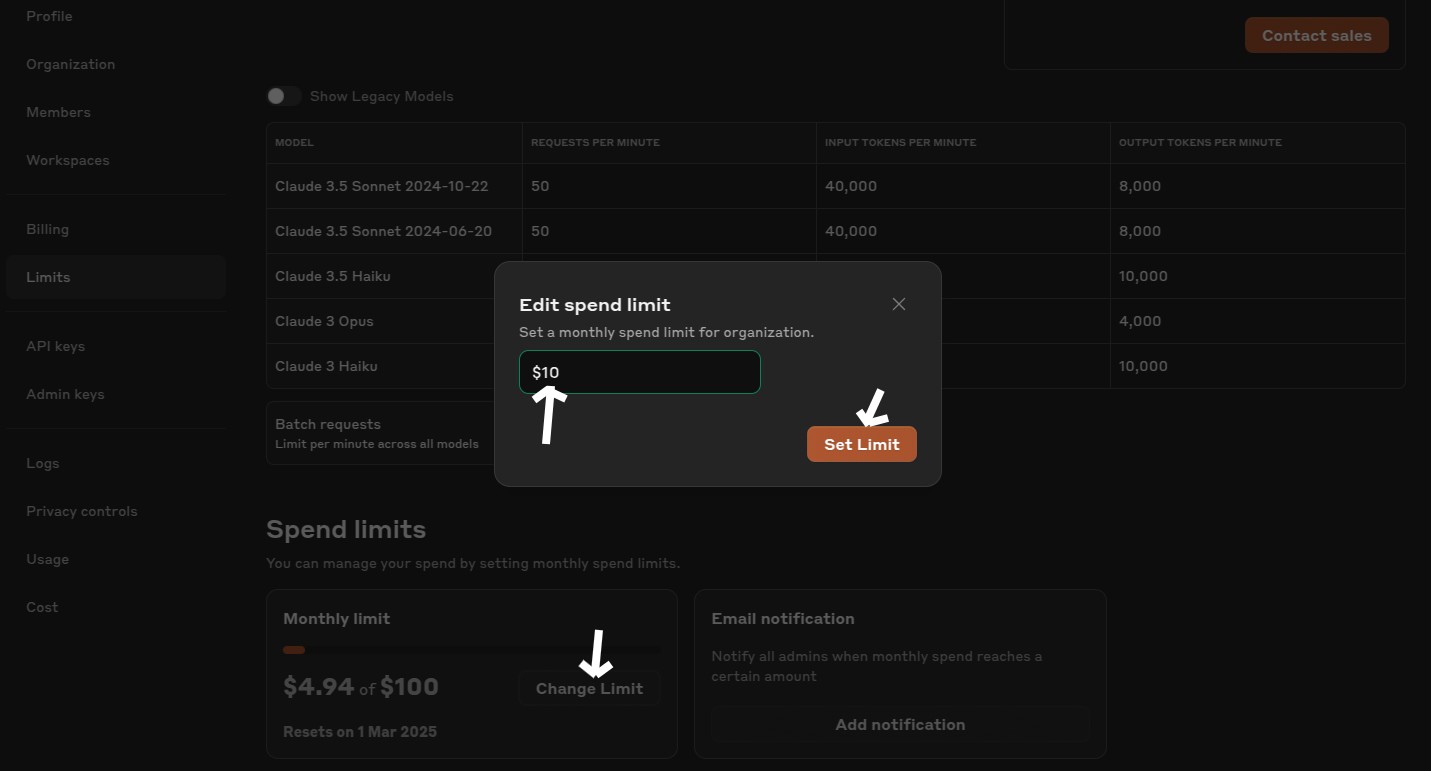 Profile
Organization
Members
Workspaces
Billing
Limits
API keys
Admin keys
Logs
Privacy controls
Usage
Cost
Contact sales
Show Legacy Models
MODEL REQUESTS PER MINUTE INPUT TOKENS PER MINUTE OUTPUT TOKENS PER MINUTE
Claude 3.5 Sonnet 2024-10-22 50 40,000 8,000
Claude 3.5 Sonnet 2024-06-20 50 40,000 8,000
Claude 3.5 Haiku 10,000
Claude 3 Opus 4,000
Claude 3 Haiku 10,000
Batch requests
Limit per minute across all models
Edit spend limit
Set a monthly spend limit for organization.
$10
Set Limit
Spend limits
You can manage your spend by setting monthly spend limits.
Monthly limit
$4.94 of $100
Change Limit
Resets on 1 Mar 2025
Email notification
Notify all admins when monthly spend reaches a
certain amount
Add notification